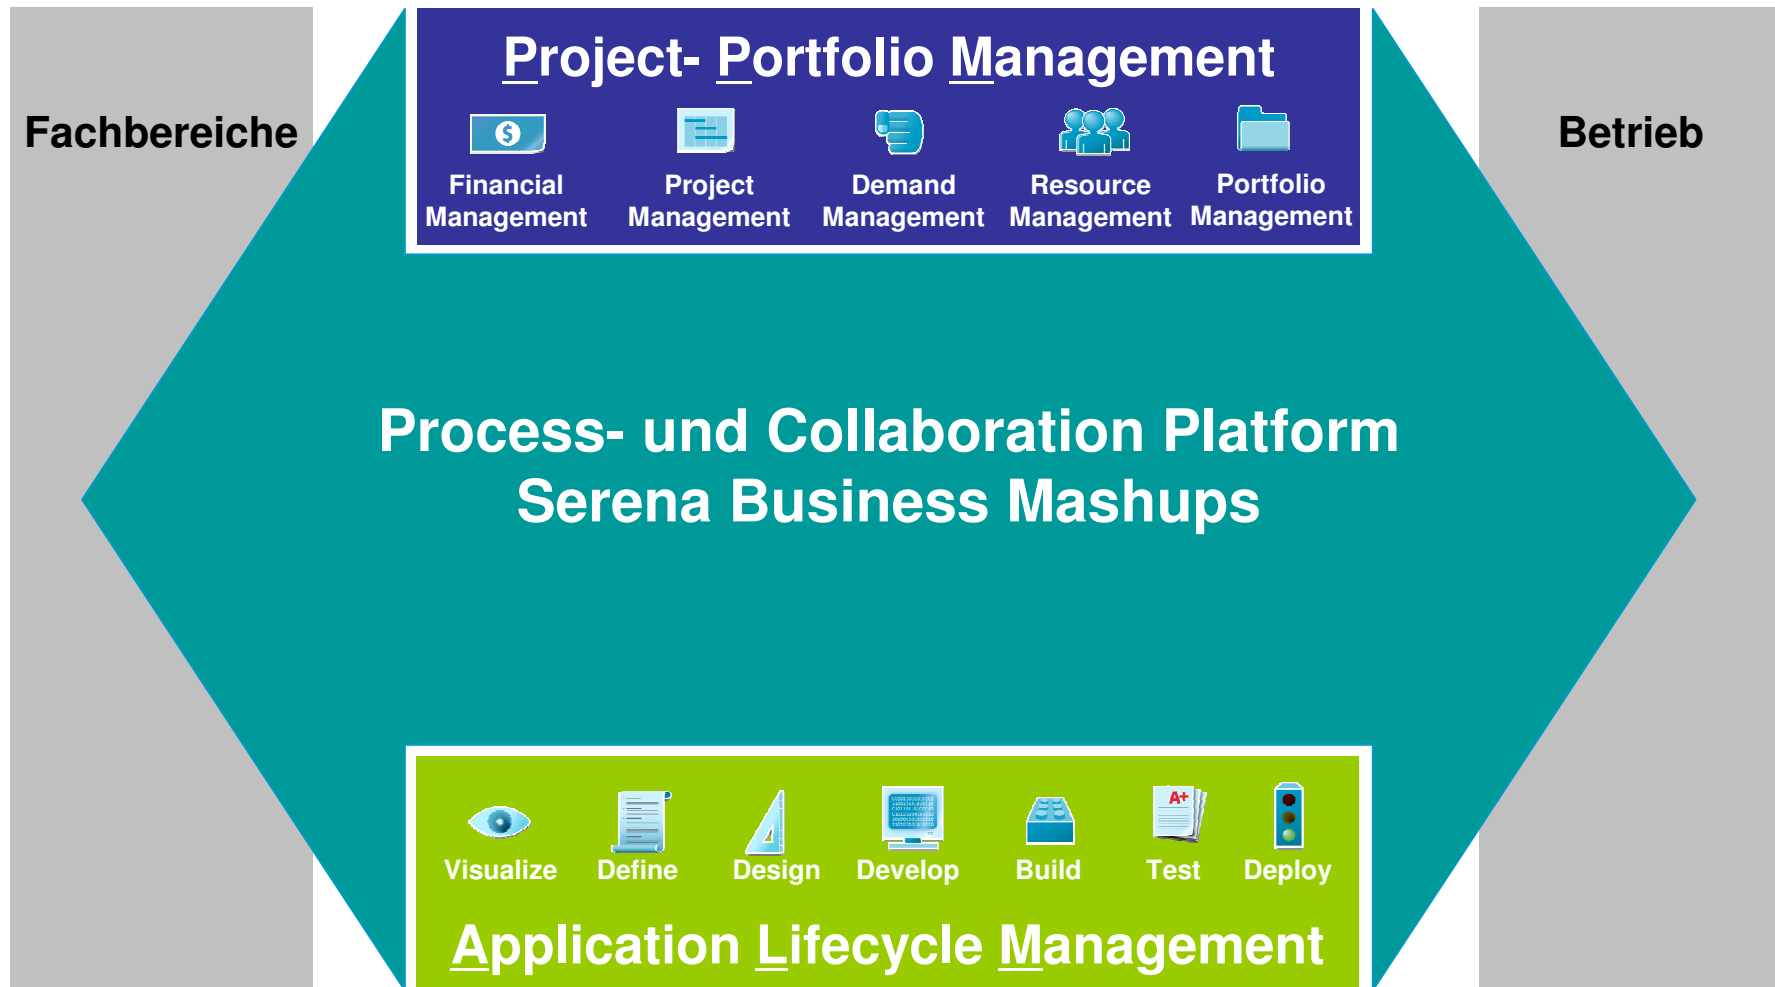 Project- Portfolio Management
Fachbereiche
Betrieb
$
Financial
Management
Project
Management
Demand
Management
Resource
Management
Portfolio
Management
Process- und Collaboration Platform
Serena Business Mashups
A+
Visualize
Define
Design
Develop
Build
Test
Deploy
Application Lifecycle Management